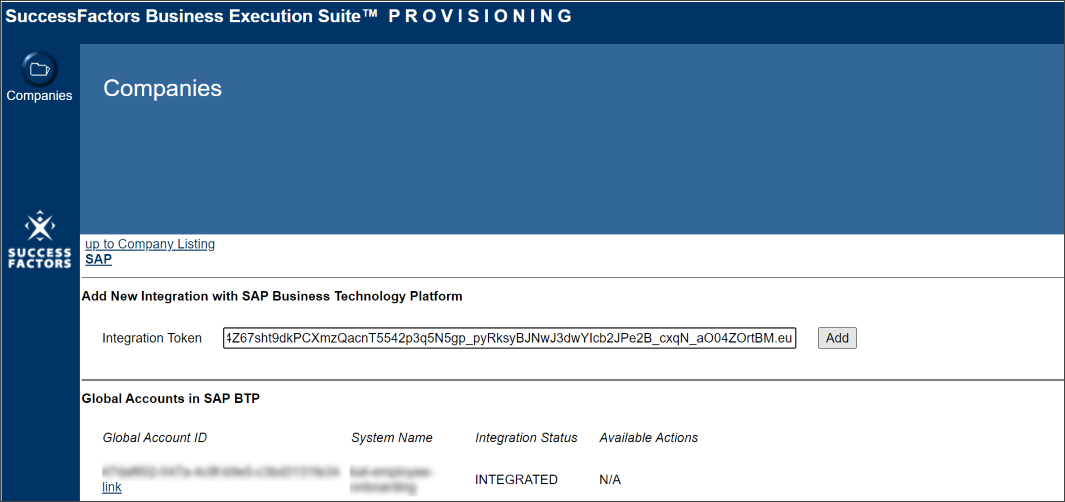 SuccessFactors Business Execution Suite™ PROVISIONING
Companies
Companies
SUCCESS
FACTORS
up to Company Listing
SAP
Add New Integration with SAP Business Technology Platform
Integration Token 4Z67sht9dkPCXmzQacnT5542p3q5N5gp_pyRksyBJNwJ3dwYIcb2JPe2B_cxqN_aO04ZOrtBM.eu Add
Global Accounts in SAP BTP
Global Account ID System Name Integration Status Available Actions
link INTEGRATED N/A